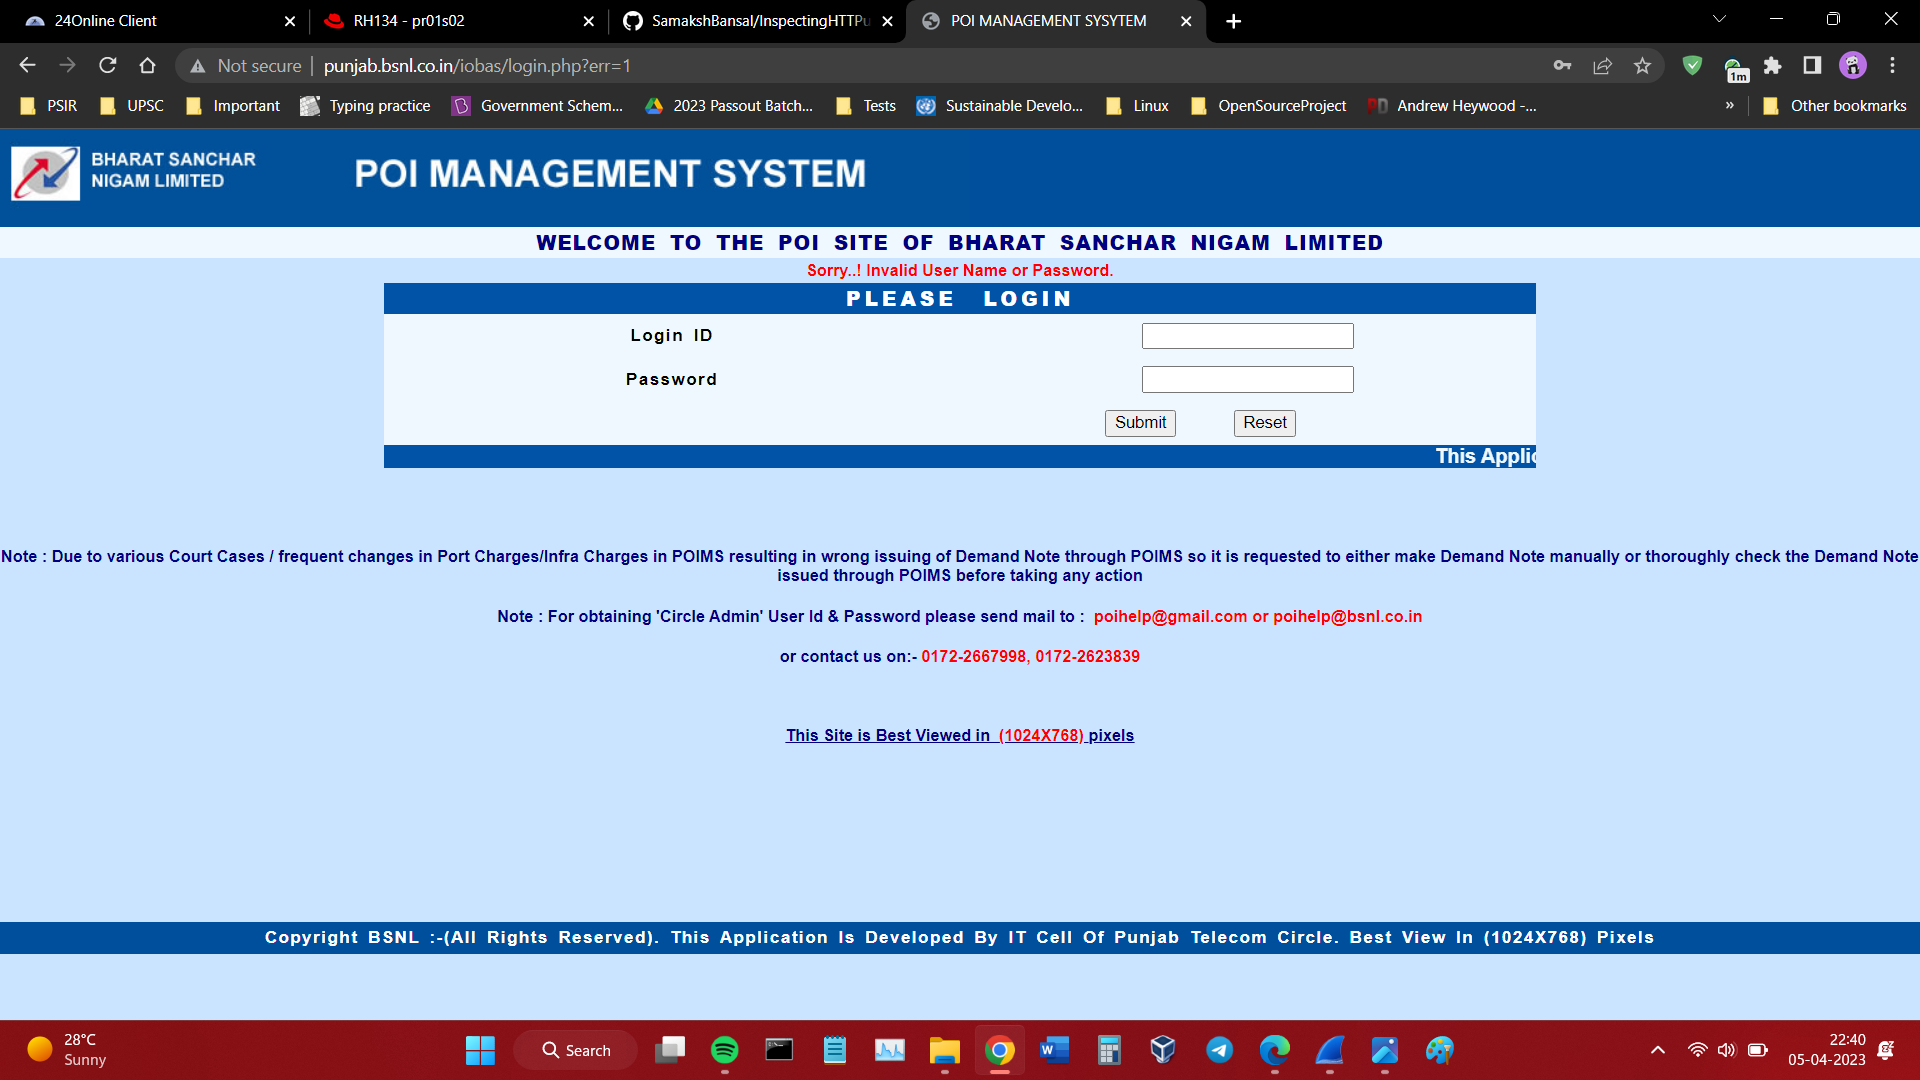 24Online Client
RH134 - pr01s02
SamakshBansal/InspectingHTTPu
POI MANAGEMENT SYSYTEM
Not secure
punjab.bsnl.co.in/iobas/login.php?err=1
1m
PSIR
UPSC
Important
Typing practice
Government Schem...
2023 Passout Batch...
Tests
Sustainable Develo...
Linux
OpenSourceProject
Andrew Heywood -...
»
Other bookmarks
BHARAT SANCHAR
NIGAM LIMITED
POI MANAGEMENT SYSTEM
WELCOME TO THE POI SITE OF BHARAT SANCHAR NIGAM LIMITED
Sorry..! Invalid User Name or Password.
PLEASE LOGIN
Login ID
Password
Submit
Reset
This Applic
Note : Due to various Court Cases / frequent changes in Port Charges/Infra Charges in POIMS resulting in wrong issuing of Demand Note through POIMS so it is requested to either make Demand Note manually or thoroughly check the Demand Note
issued through POIMS before taking any action
Note : For obtaining 'Circle Admin' User Id & Password please send mail to : poihelp@gmail.com or poihelp@bsnl.co.in
or contact us on:- 0172-2667998, 0172-2623839
This Site is Best Viewed in (1024X768) pixels
Copyright BSNL :-(All Rights Reserved). This Application Is Developed By IT Cell Of Punjab Telecom Circle. Best View In (1024X768) Pixels
28°C
Sunny
Search
22:40
05-04-2023